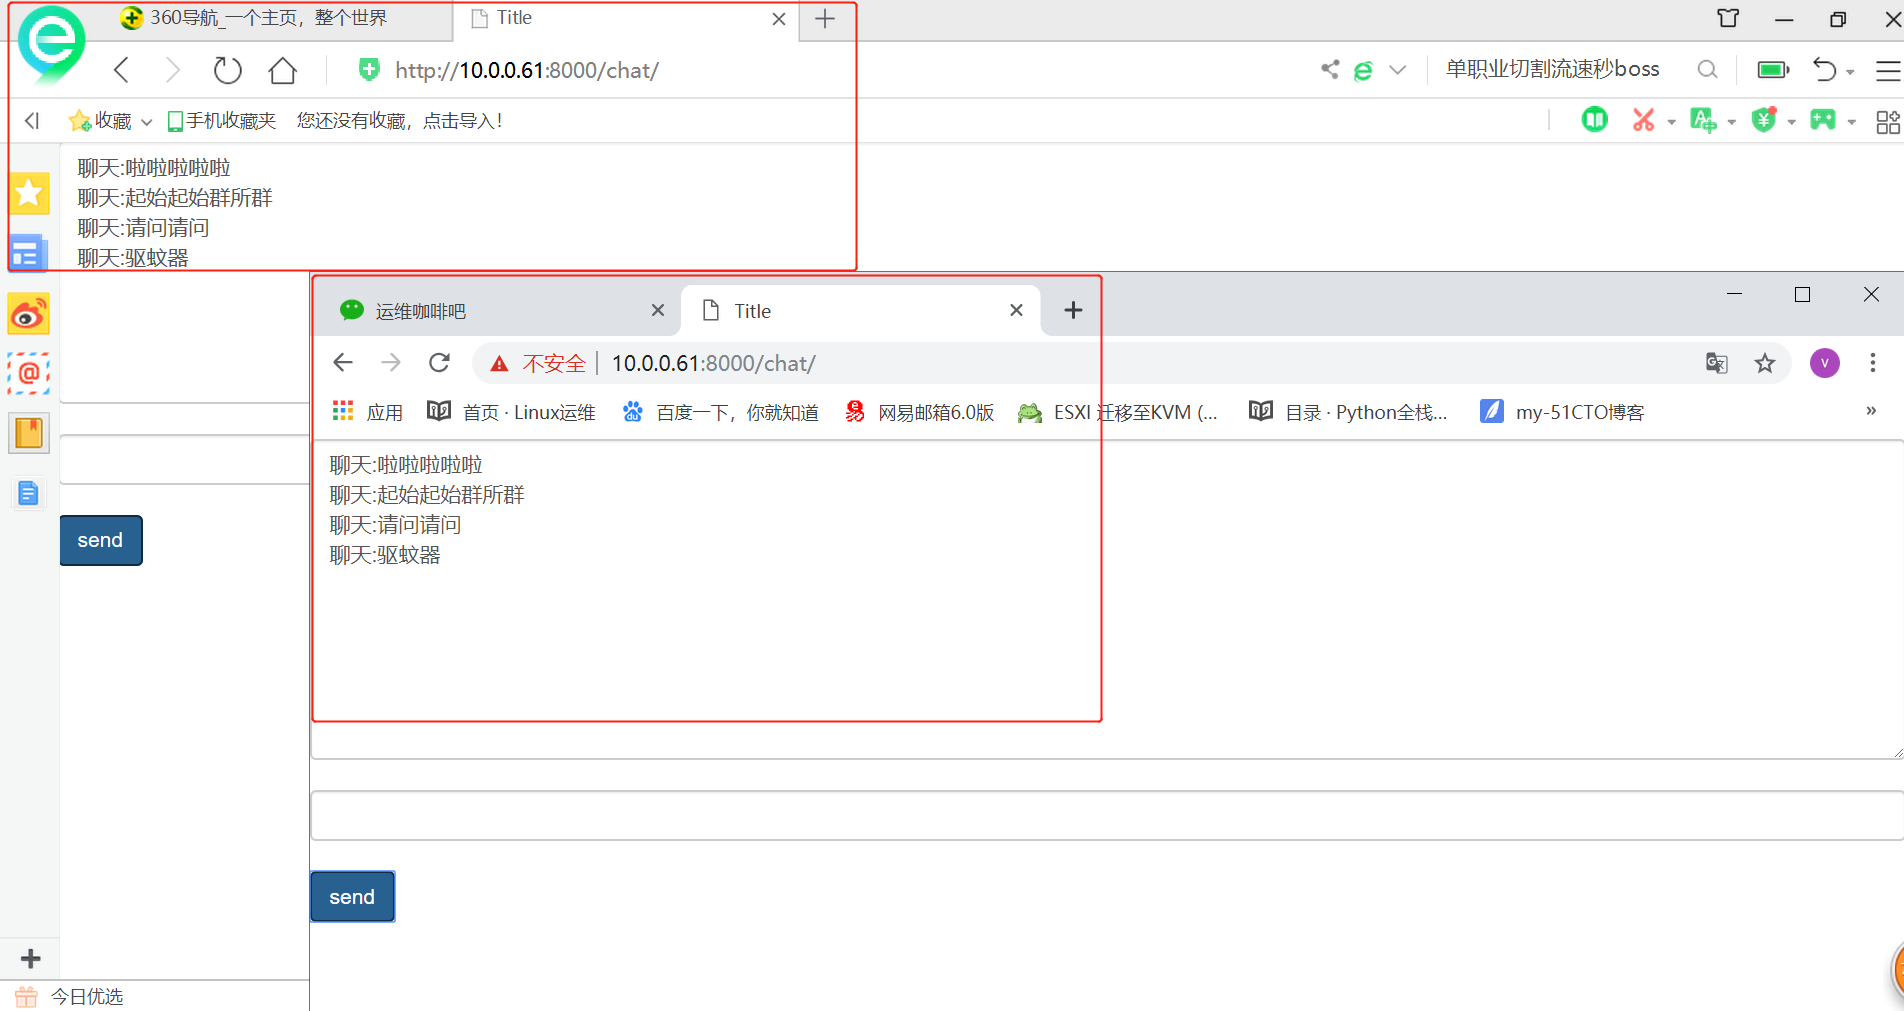 360导航_一个主页，整个世界
Title
http://10.0.0.61:8000/chat/
单职业切割流速秒boss
收藏
手机收藏夹
您还没有收藏，点击导入！
聊天:啦啦啦啦啦
聊天:起始起始群所群
聊天:请问请问
聊天:驱蚊器
send
今日优选
运维咖啡吧
Title
不安全
10.0.0.61:8000/chat/
V
应用
首页 · Linux运维
百度一下，你就知道
网易邮箱6.0版
ESXI 迁移至KVM (...
目录 · Python全栈...
my-51CTO博客
»
聊天:啦啦啦啦啦
聊天:起始起始群所群
聊天:请问请问
聊天:驱蚊器
send